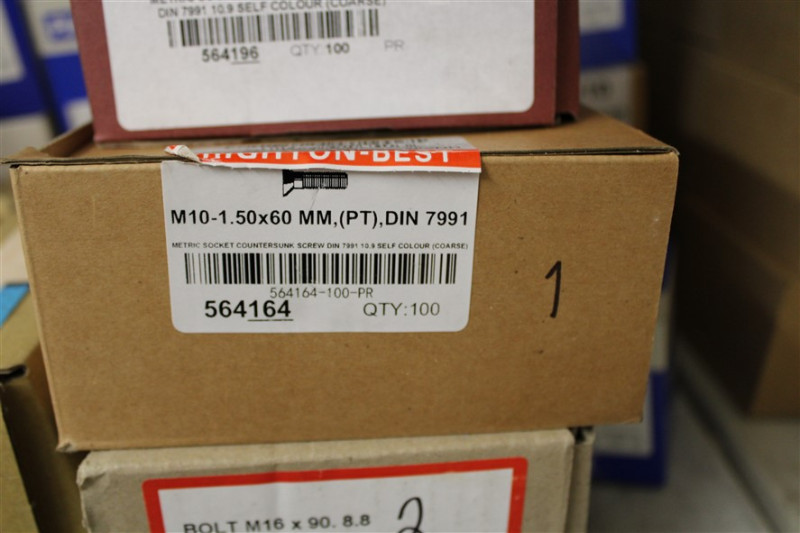 DIN 7991 10.9 SELF COLOUR (COARSE)
564196 QTY:100 PR
BRIGHTON-BEST
M10-1.50x60 MM,(PT),DIN 7991
METRIC SOCKET COUNTERSUNK SCREW DIN 7991 10.9 SELF COLOUR (COARSE)
564164-100-PR
564164 QTY:100
1
BOLT M16 x 90. 8.8
2